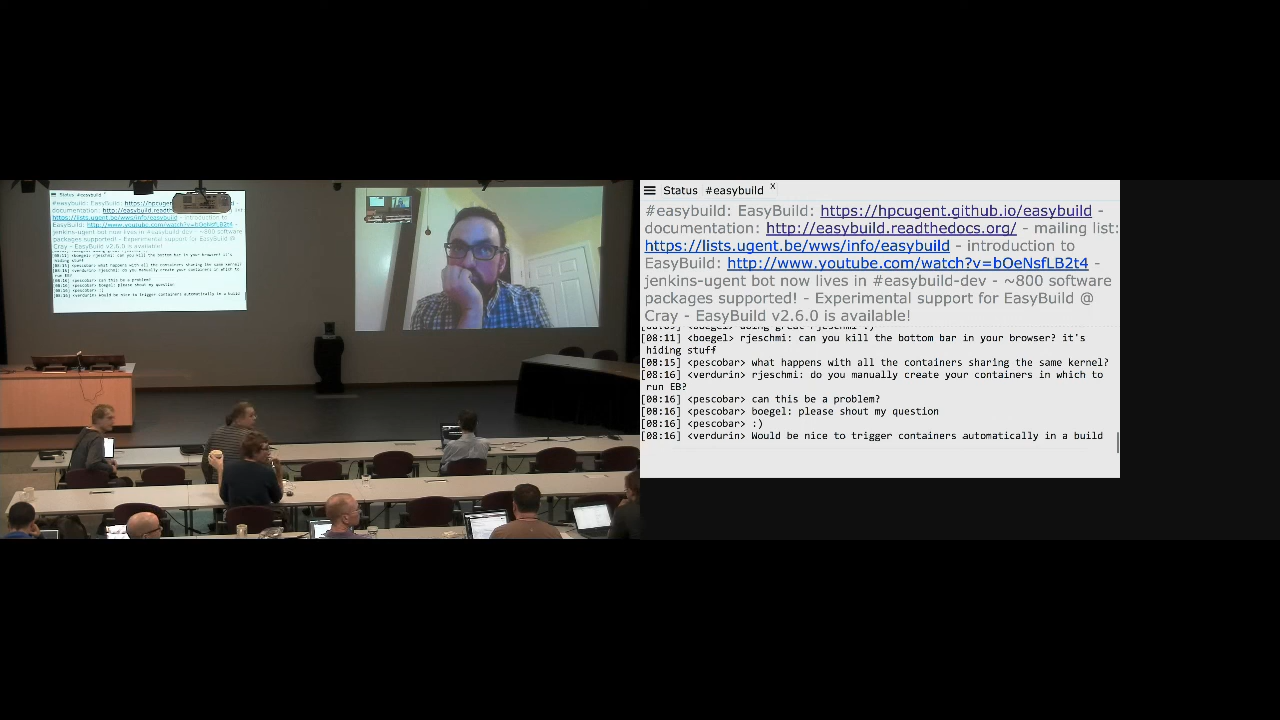 Status #easybuild X
#easybuild: EasyBuild: https://hpcugent.github.io/easybuild -
documentation: http://easybuild.readthedocs.org/ - mailing list:
https://lists.ugent.be/wws/info/easybuild - introduction to
EasyBuild: http://www.youtube.com/watch?v=bOeNsfLB2t4 -
jenkins-ugent bot now lives in #easybuild-dev - ~800 software
packages supported! - Experimental support for EasyBuild @
Cray - EasyBuild v2.6.0 is available!
[08:09] <boegel> doing great rjeschmi :)
[08:11] <boegel> rjeschmi: can you kill the bottom bar in your browser? it's
hiding stuff
[08:15] <pescobar> what happens with all the containers sharing the same kernel?
[08:16] <verdurin> rjeschmi: do you manually create your containers in which to
run EB?
[08:16] <pescobar> can this be a problem?
[08:16] <pescobar> boegel: please shout my question
[08:16] <pescobar> :)
[08:16] <verdurin> Would be nice to trigger containers automatically in a build